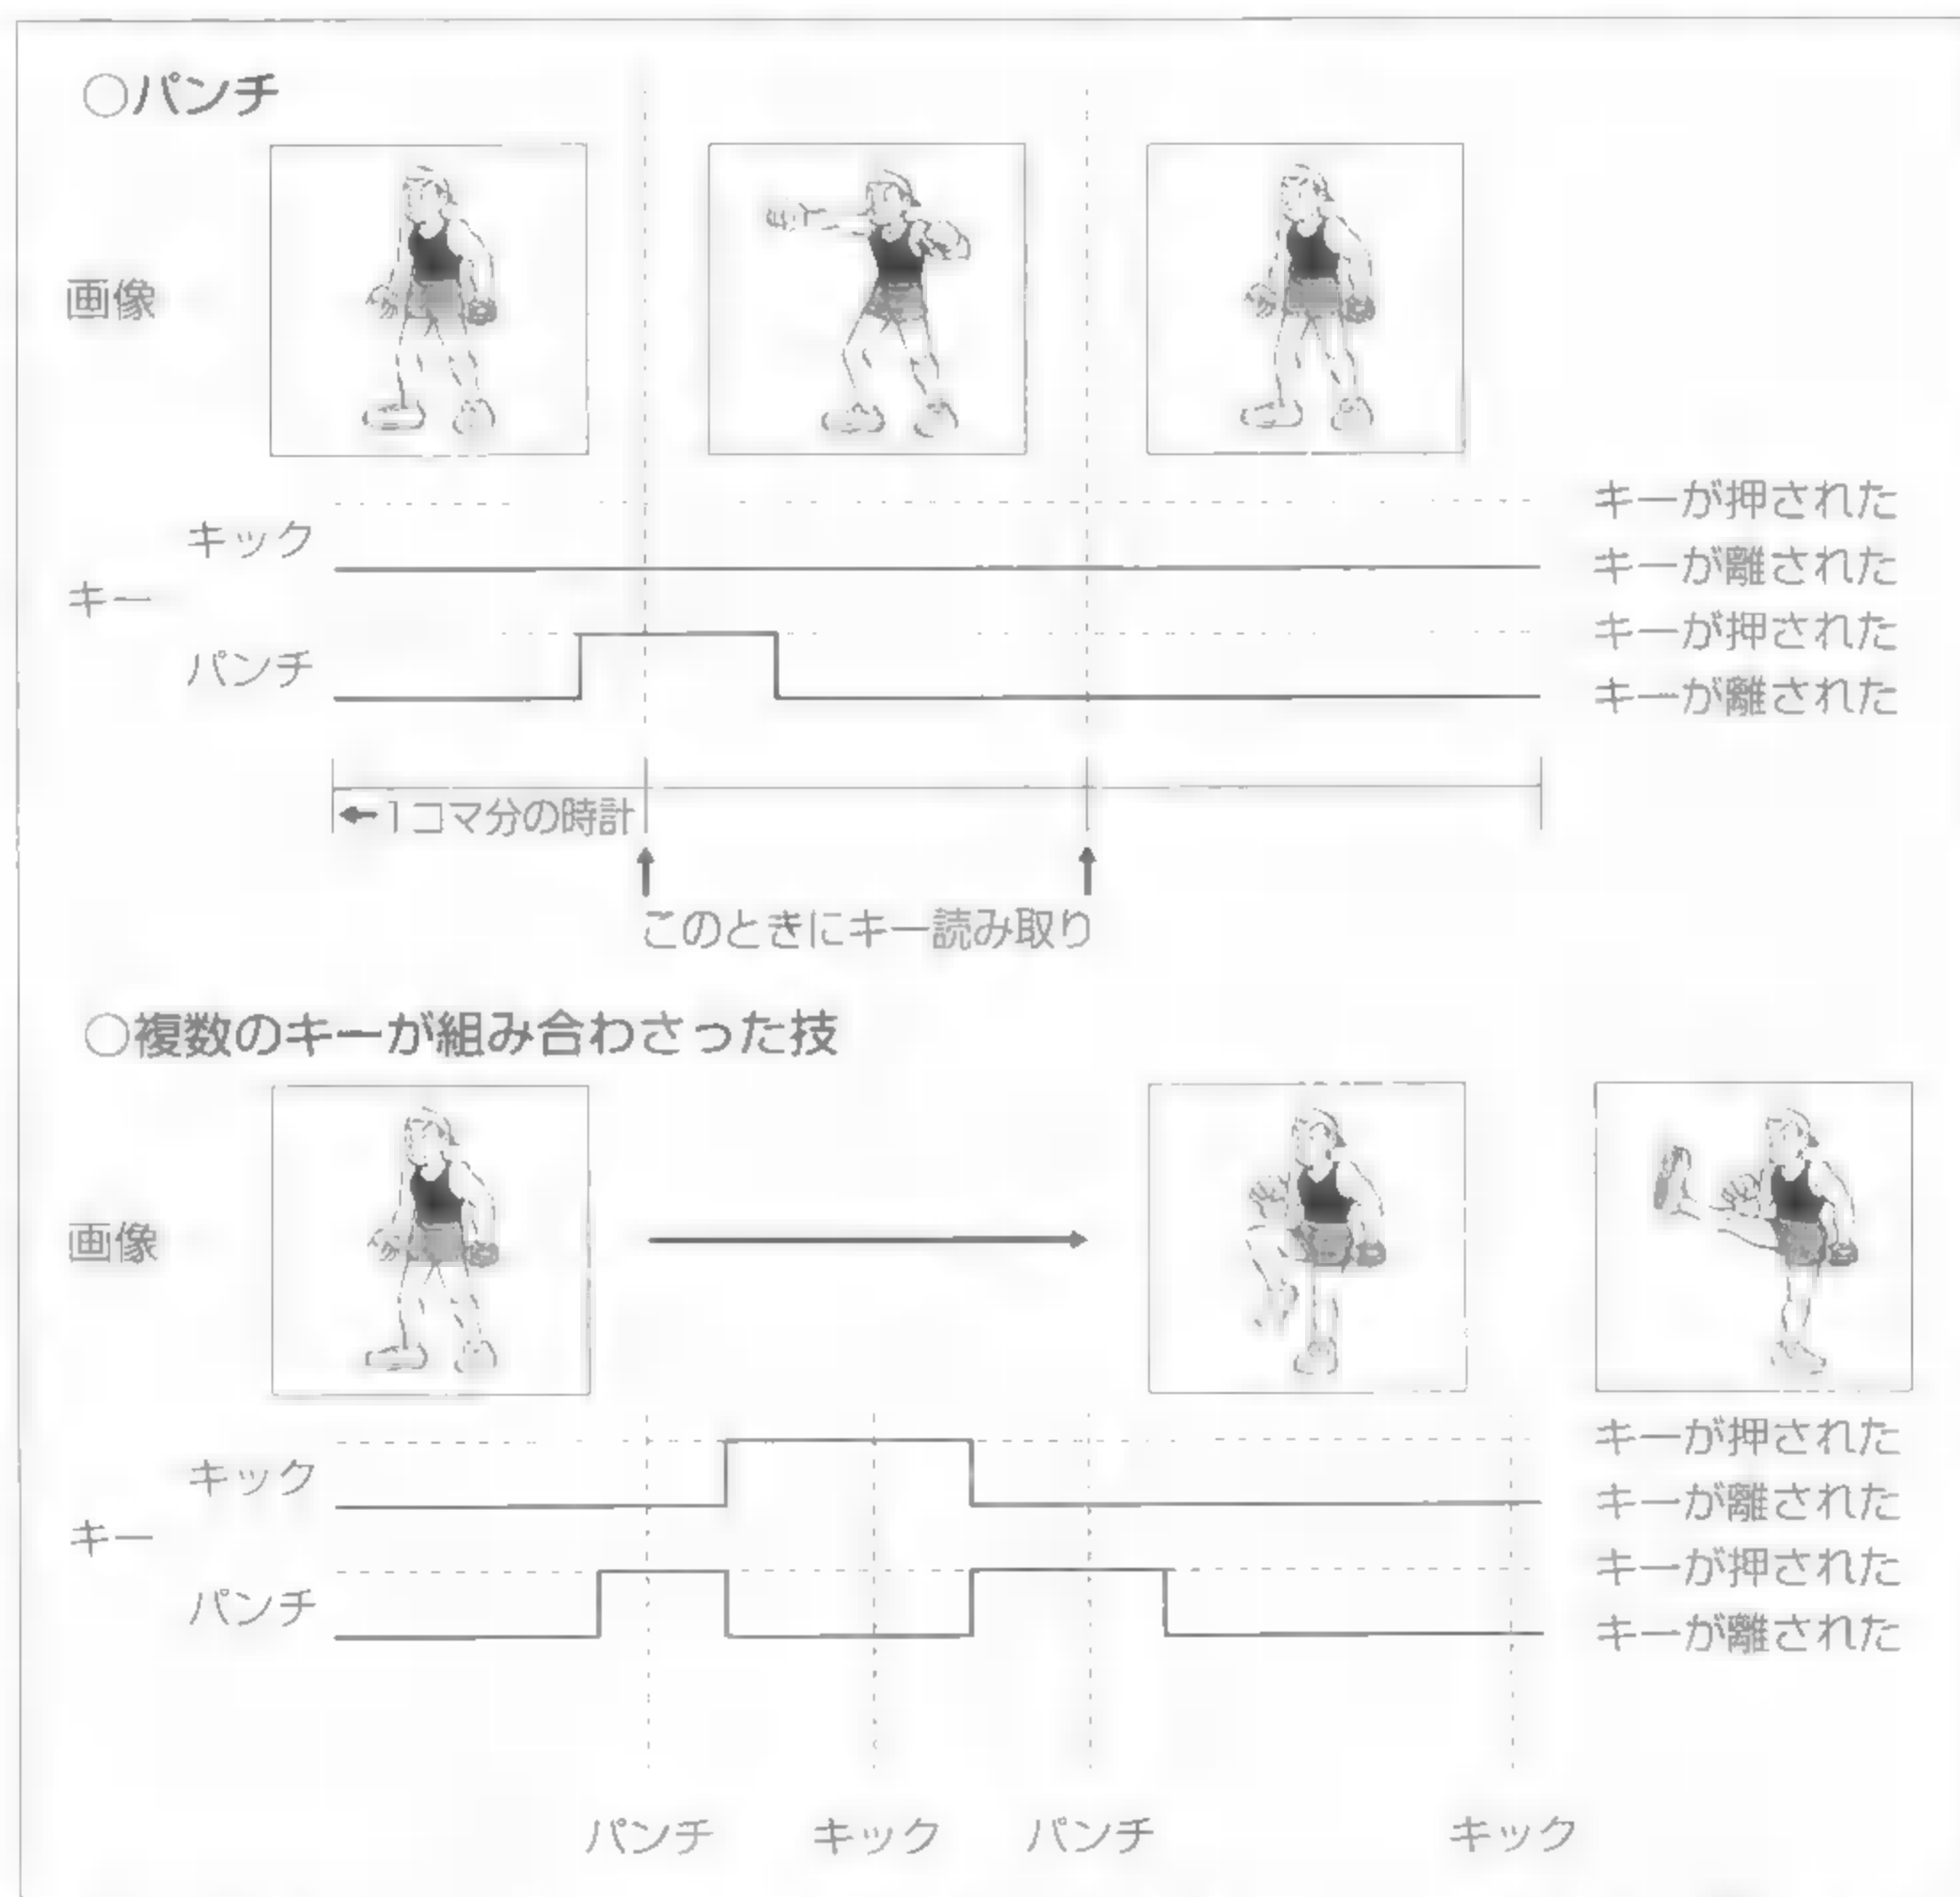 ○パンチ
画像
キーが押された
キック
キーが離された
キー
キーが押された
パンチ
キーが離された
←1コマ分の時計
このときにキー読み取り
○複数のキーが組み合わさった技
画像
キーが押された
キック
キーが離された
キー
キーが押された
パンチ
キーが離された
パンチ キック パンチ キック